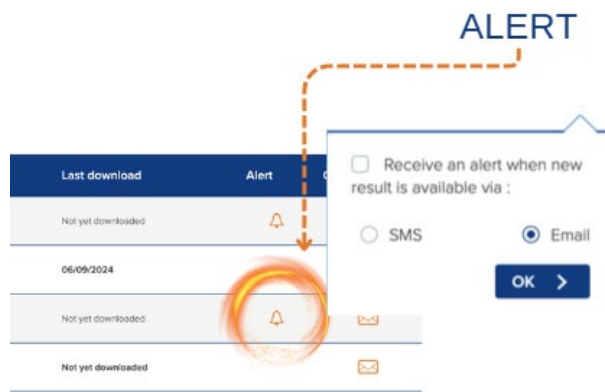 ALERT
Last download
Alert
Receive an alert when new
result is available via :
SMS
Email
OK
Not yet downloaded
06/09/2024
Not yet downloaded
Not yet downloaded